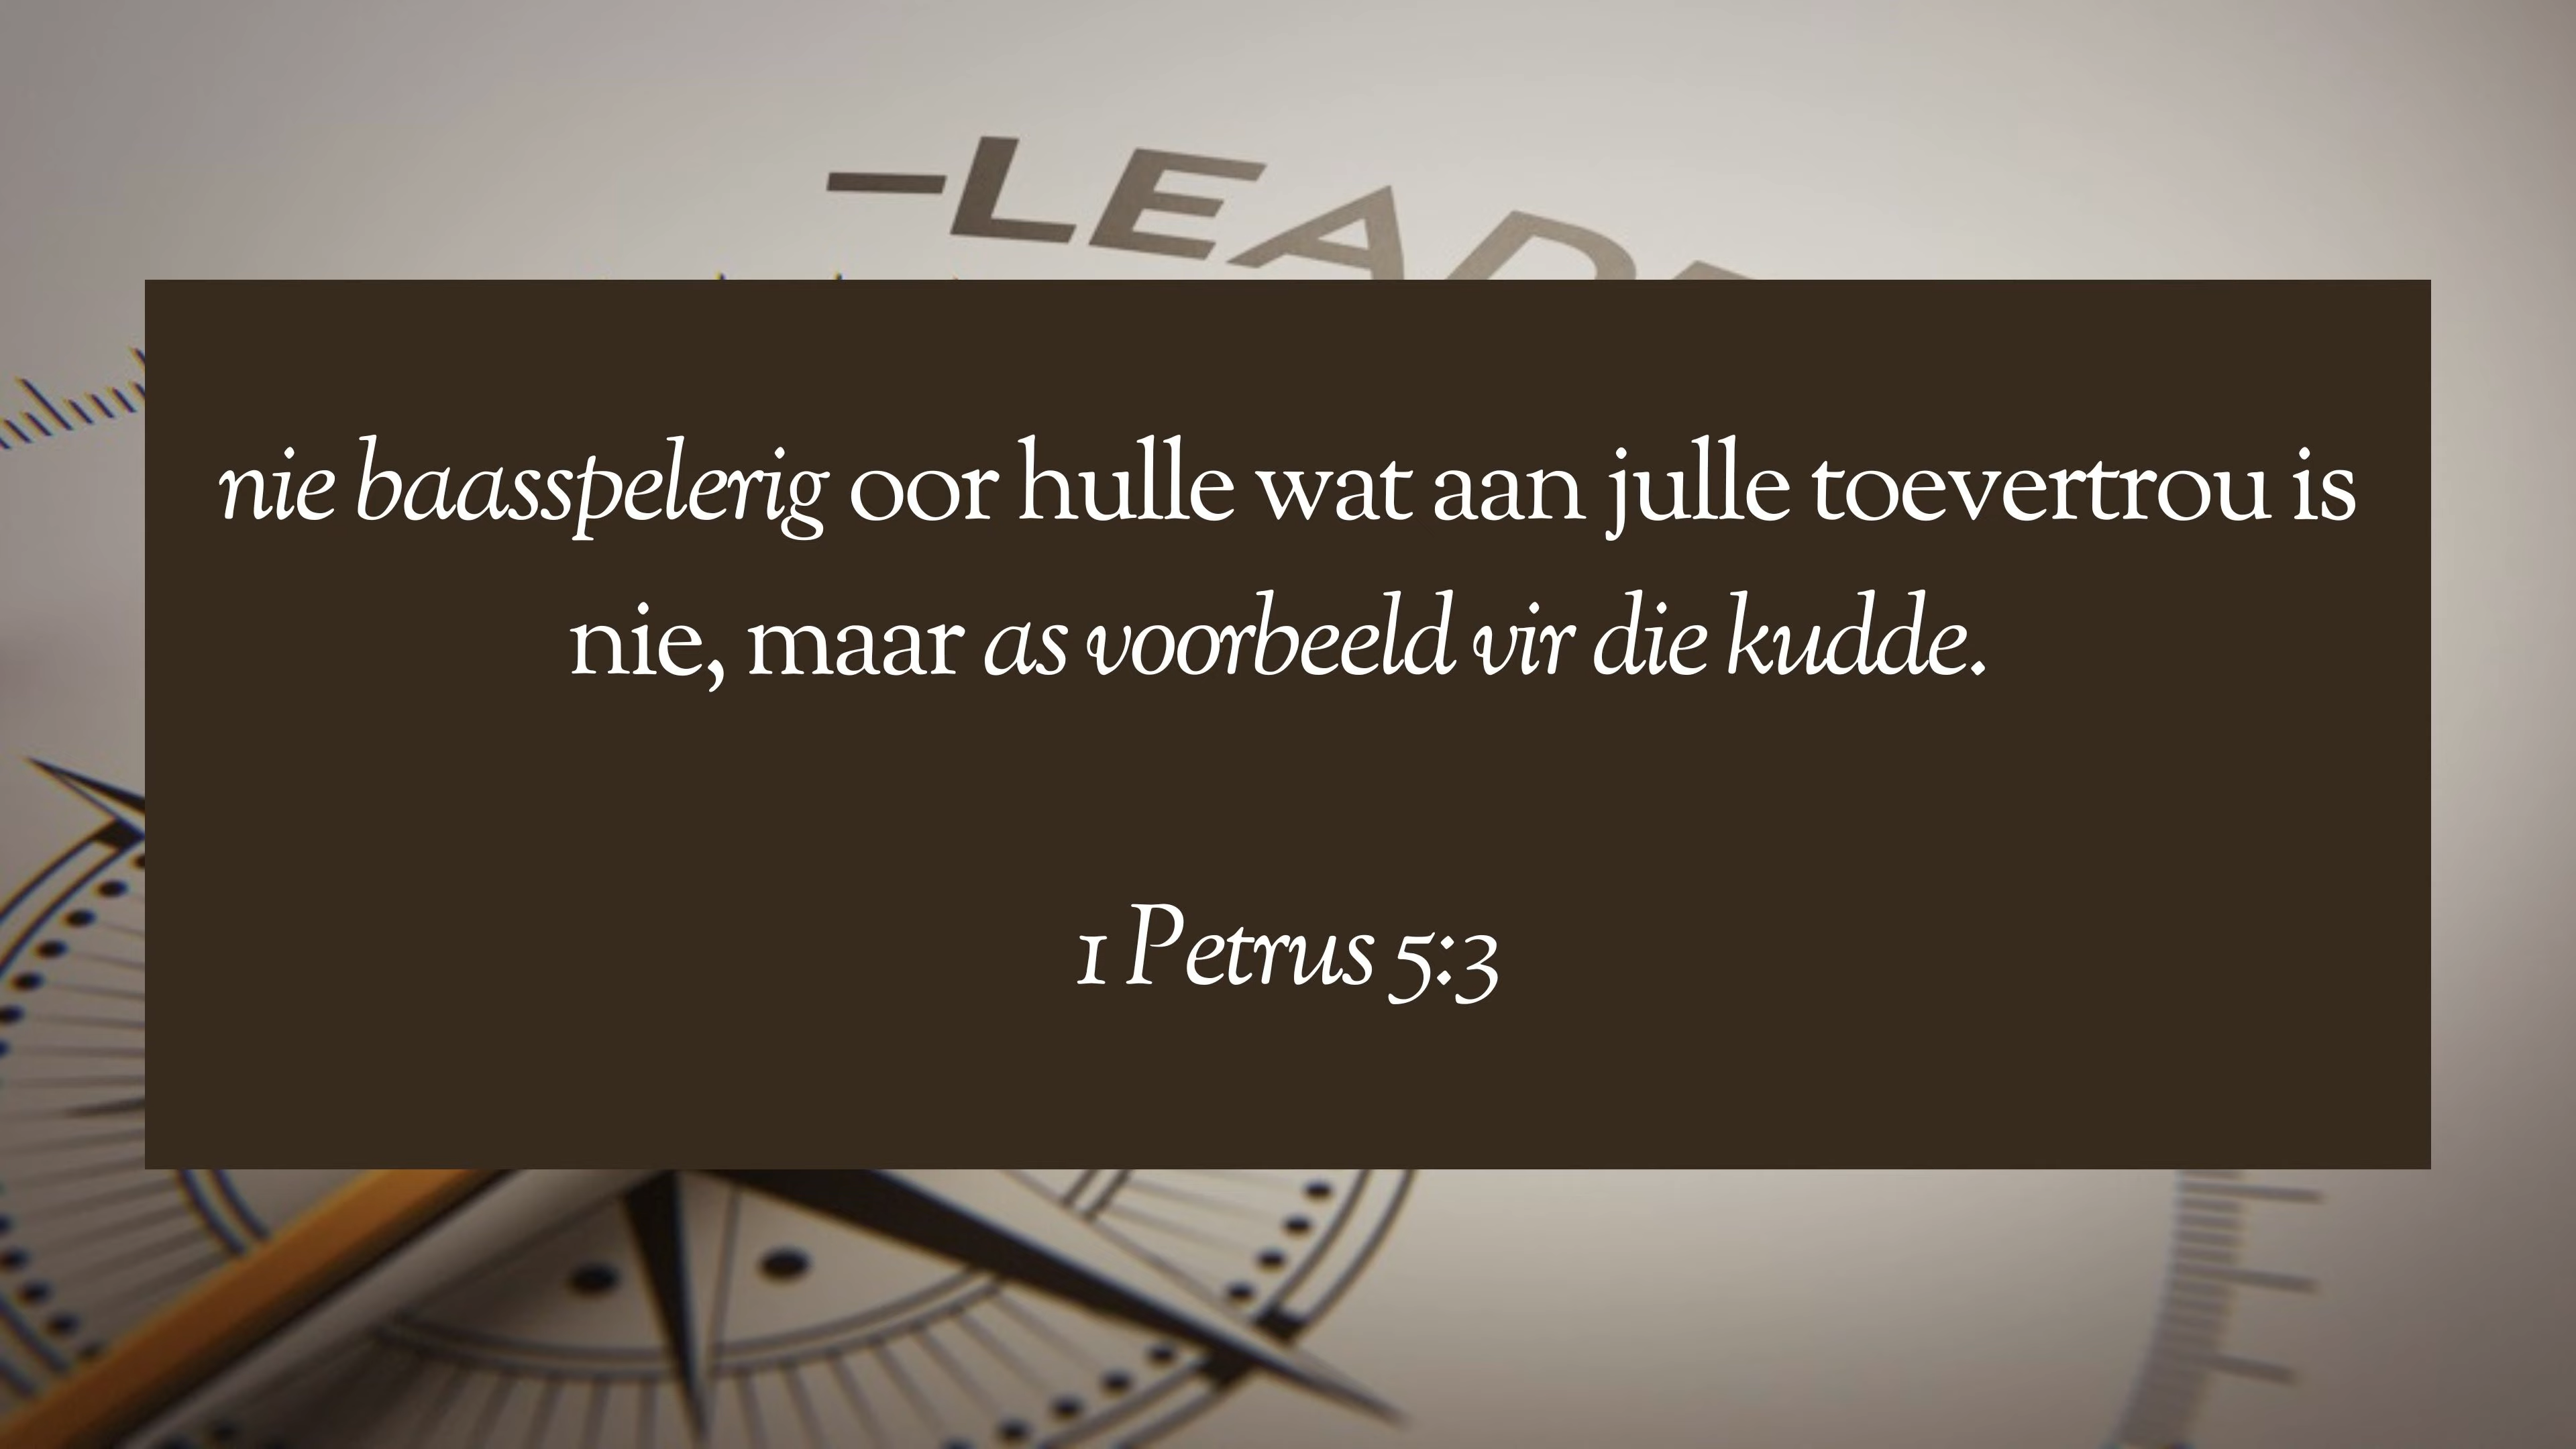 –LEAD
nie baasspelerig oor hulle wat aan julle toevertrou is
nie, maar as voorbeeld vir die kudde.
1 Petrus 5:3